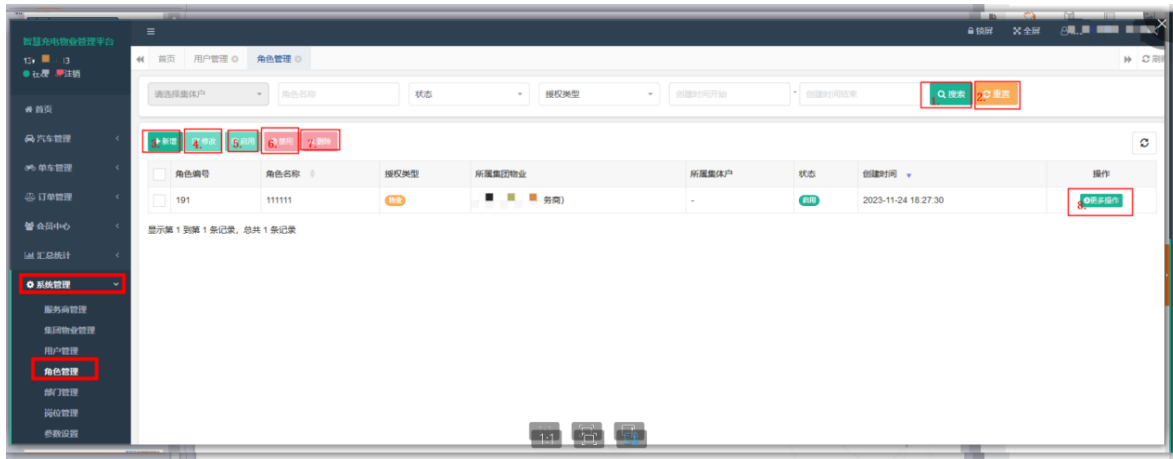 智慧充电物业管理平台
在线 注销
锁屏 全屏
首页 用户管理 角色管理
请选择集体户 角色名称 状态 授权类型 创建时间开始 - 创建时间结束 1. 搜索 2. 重置
3. 新增 4. 修改 5. 启用 6. 禁用 7. 删除
角色编号 角色名称 授权类型 所属集团物业 所属集体户 状态 创建时间 操作
191 111111 物业 务商) - 启用 2023-11-24 18:27:30 8. 更多操作
显示第 1 到第 1 条记录，总共 1 条记录
首页
汽车管理
单车管理
订单管理
会员中心
汇总统计
系统管理
服务商管理
集团物业管理
用户管理
角色管理
部门管理
岗位管理
参数设置
1:1